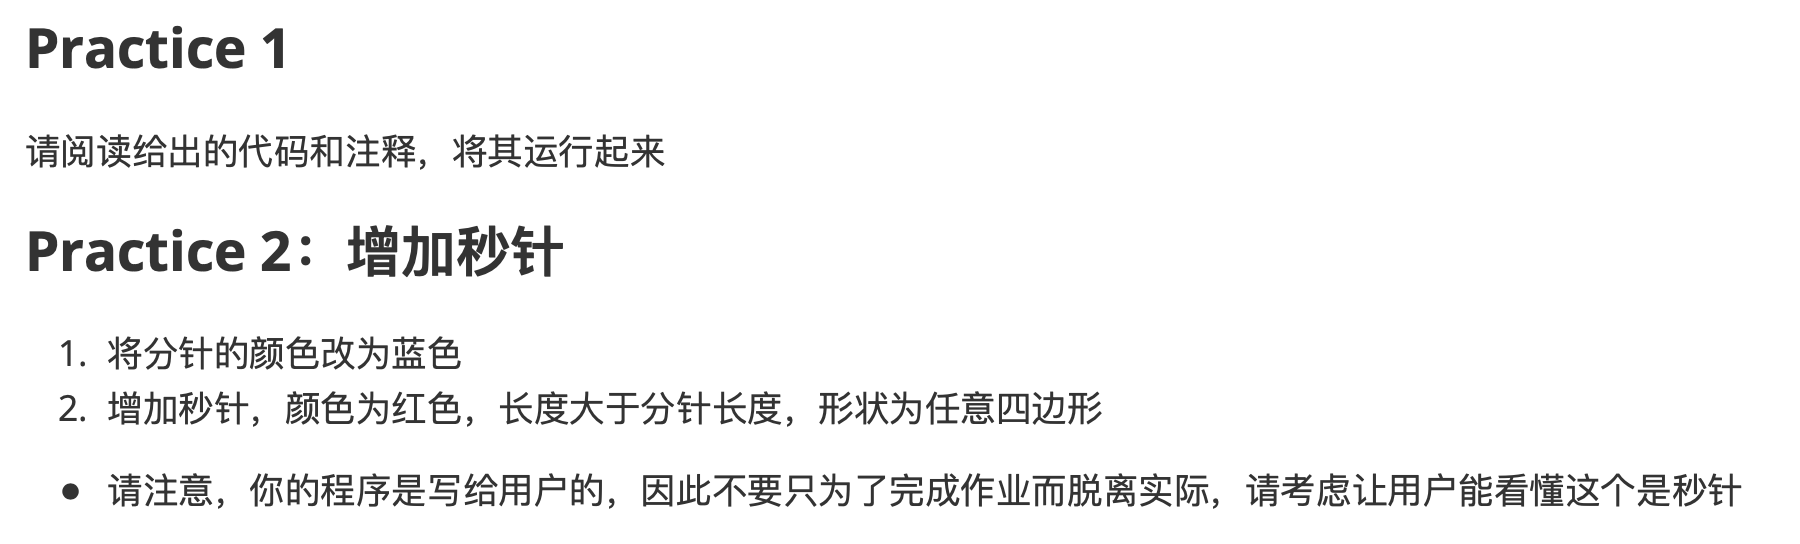 Practice 1
请阅读给出的代码和注释，将其运行起来
Practice 2：增加秒针
1. 将分针的颜色改为蓝色
2. 增加秒针，颜色为红色，长度大于分针长度，形状为任意四边形
● 请注意，你的程序是写给用户的，因此不要只为了完成作业而脱离实际，请考虑让用户能看懂这个是秒针